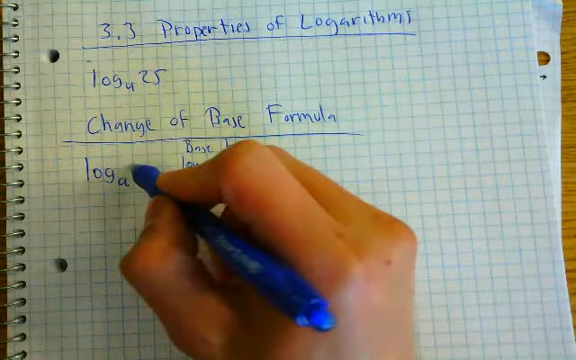 3.3 Properties of Logarithms
log₄ 25
Change of Base Formula
Base
logₐ